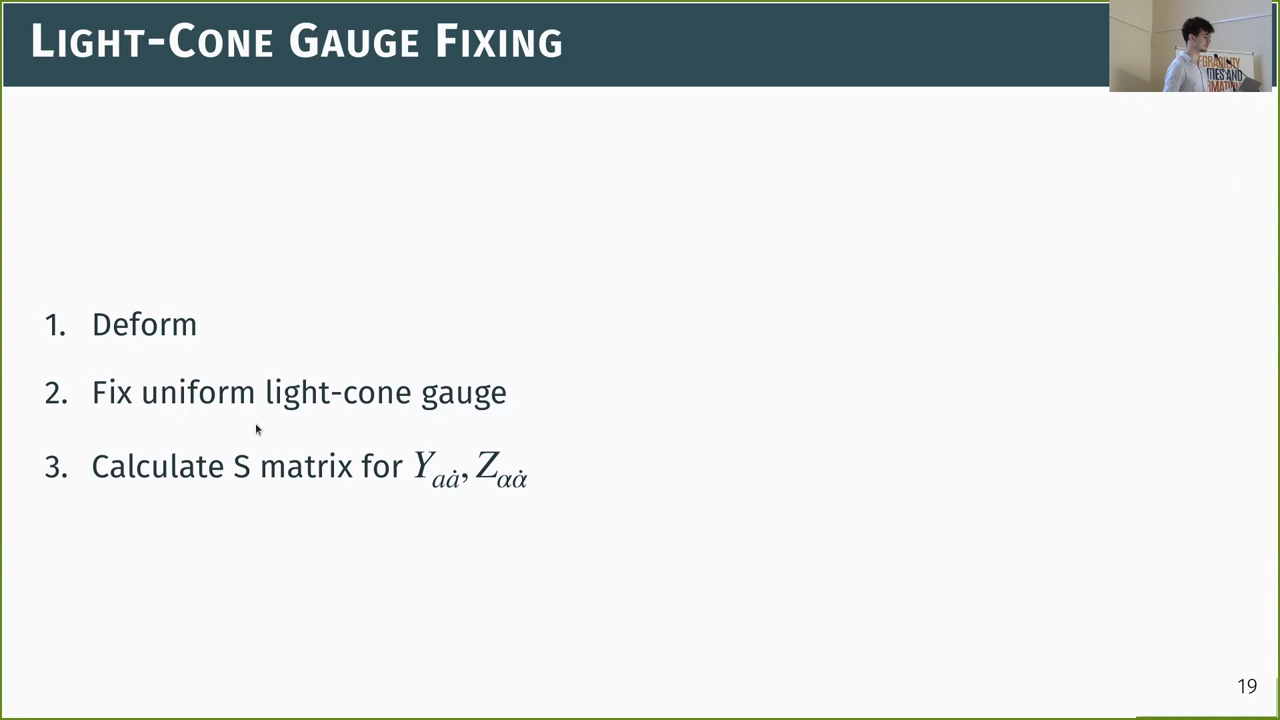 LIGHT-CONE GAUGE FIXING
1. Deform
2. Fix uniform light-cone gauge
3. Calculate S matrix for Y_{aȧ}, Z_{αα̇}
19